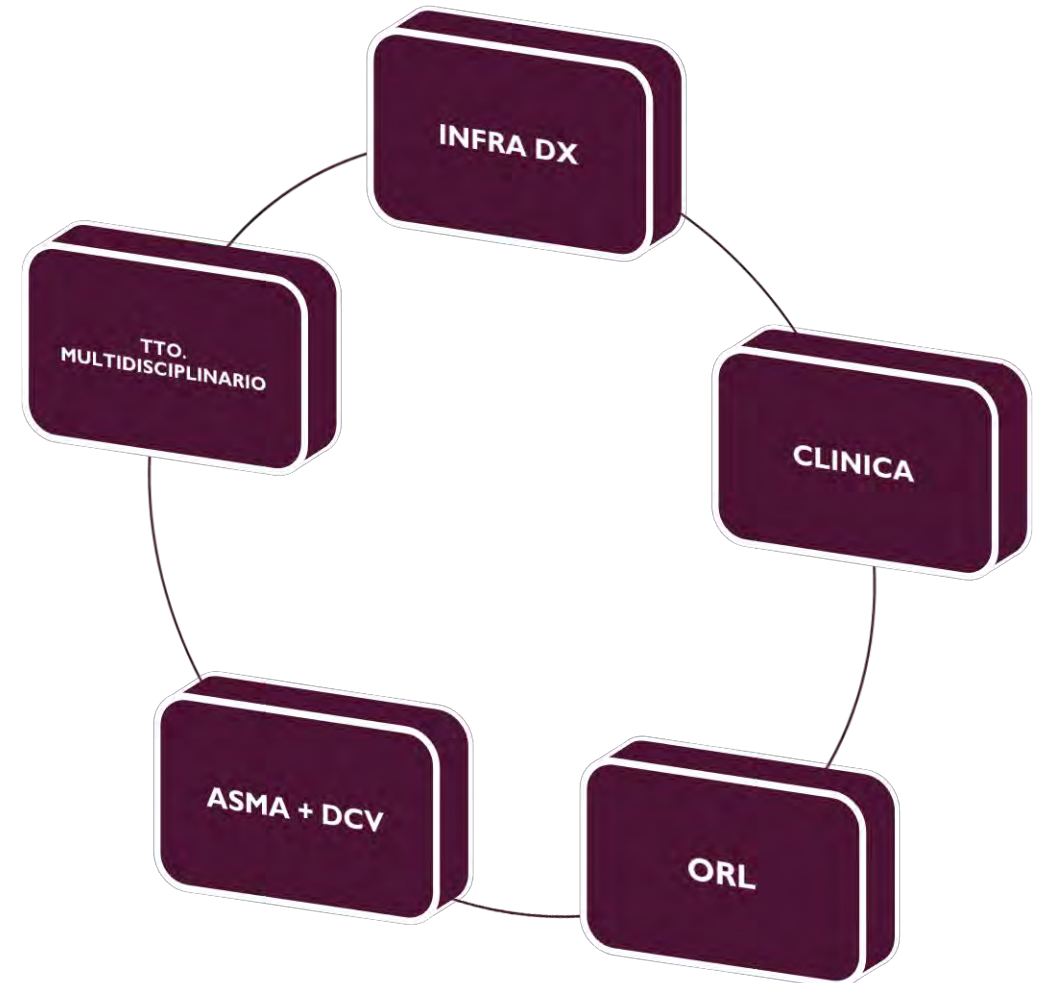 INFRA DX
CLINICA
ORL
ASMA + DCV
TTO.
MULTIDISCIPLINARIO